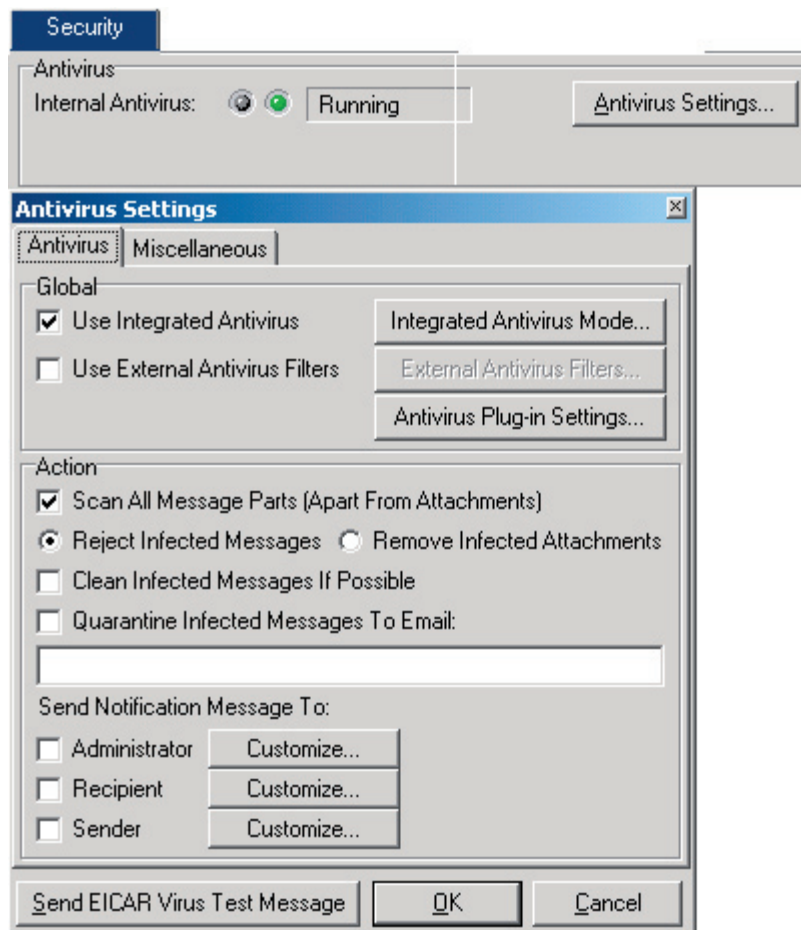 Security
Antivirus
Internal Antivirus: Running Antivirus Settings...
Antivirus Settings
Antivirus Miscellaneous
Global
Use Integrated Antivirus Integrated Antivirus Mode...
Use External Antivirus Filters External Antivirus Filters...
Antivirus Plug-in Settings...
Action
Scan All Message Parts (Apart From Attachments)
Reject Infected Messages Remove Infected Attachments
Clean Infected Messages If Possible
Quarantine Infected Messages To Email:
Send Notification Message To:
Administrator Customize...
Recipient Customize...
Sender Customize...
Send EICAR Virus Test Message OK Cancel